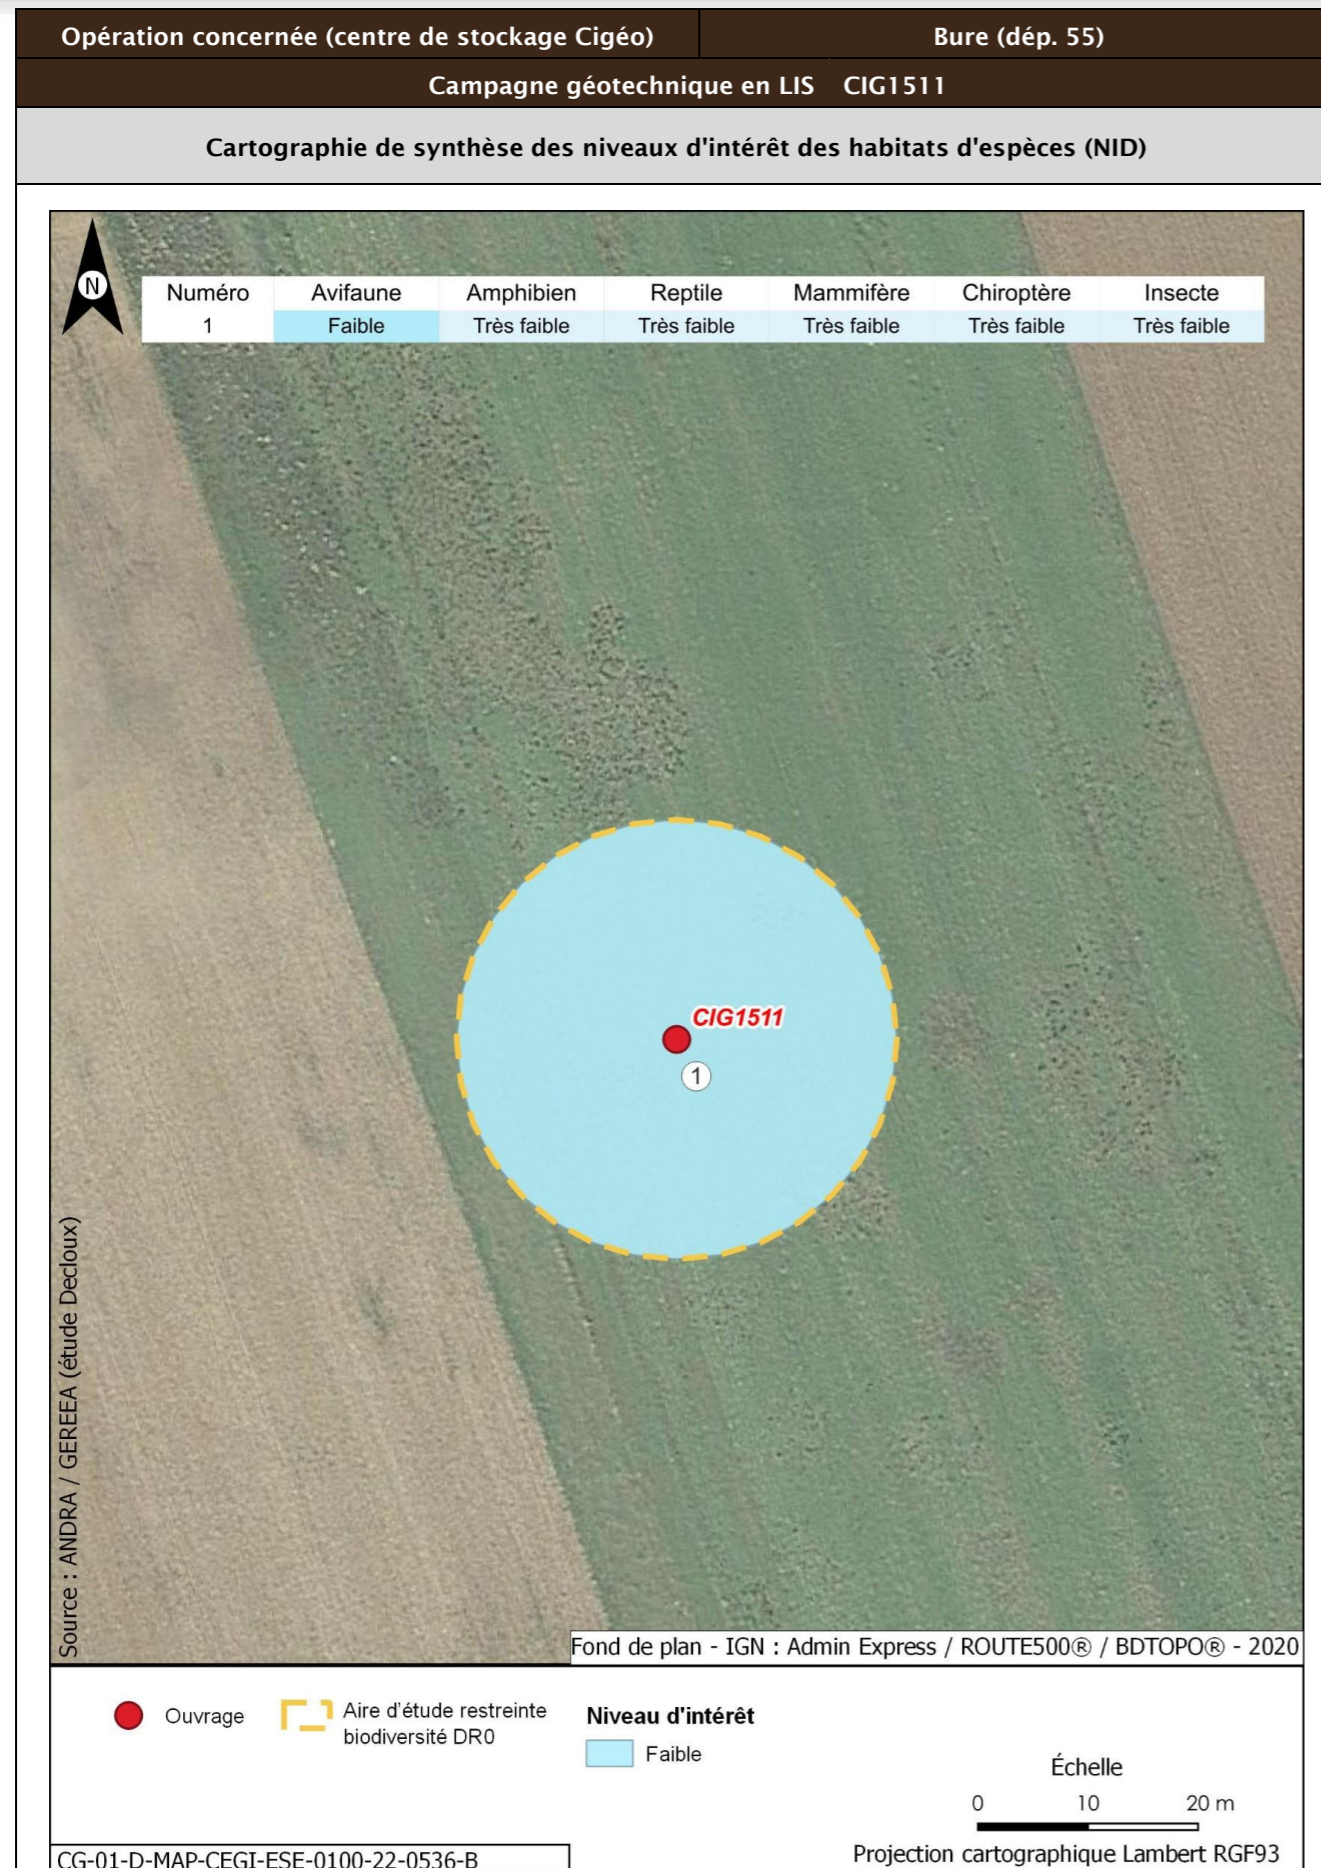 Opération concernée (centre de stockage Cigéo)
Bure (dép. 55)
Campagne géotechnique en LIS CIG1511
Cartographie de synthèse des niveaux d'intérêt des habitats d'espèces (NID)
N
Numéro Avifaune Amphibien Reptile Mammifère Chiroptère Insecte
1 Faible Très faible Très faible Très faible Très faible Très faible
CIG1511
1
Source : ANDRA / GEREEA (étude Decloux)
Fond de plan - IGN : Admin Express / ROUTE500® / BDTOPO® - 2020
Ouvrage
Aire d'étude restreinte
biodiversité DR0
Niveau d'intérêt
Faible
Échelle
0 10 20 m
Projection cartographique Lambert RGF93
CG-01-D-MAP-CEGI-ESE-0100-22-0536-B